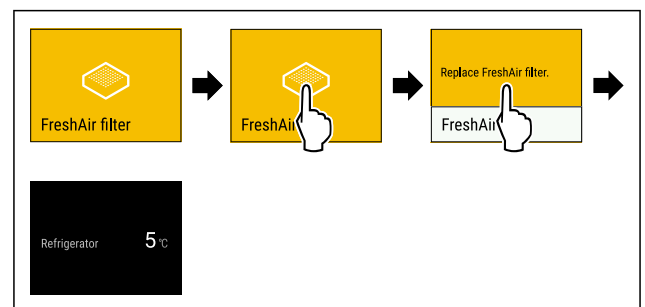 FreshAir filter
FreshAi
Replace FreshAir filter.
FreshAi
Refrigerator 5 °C